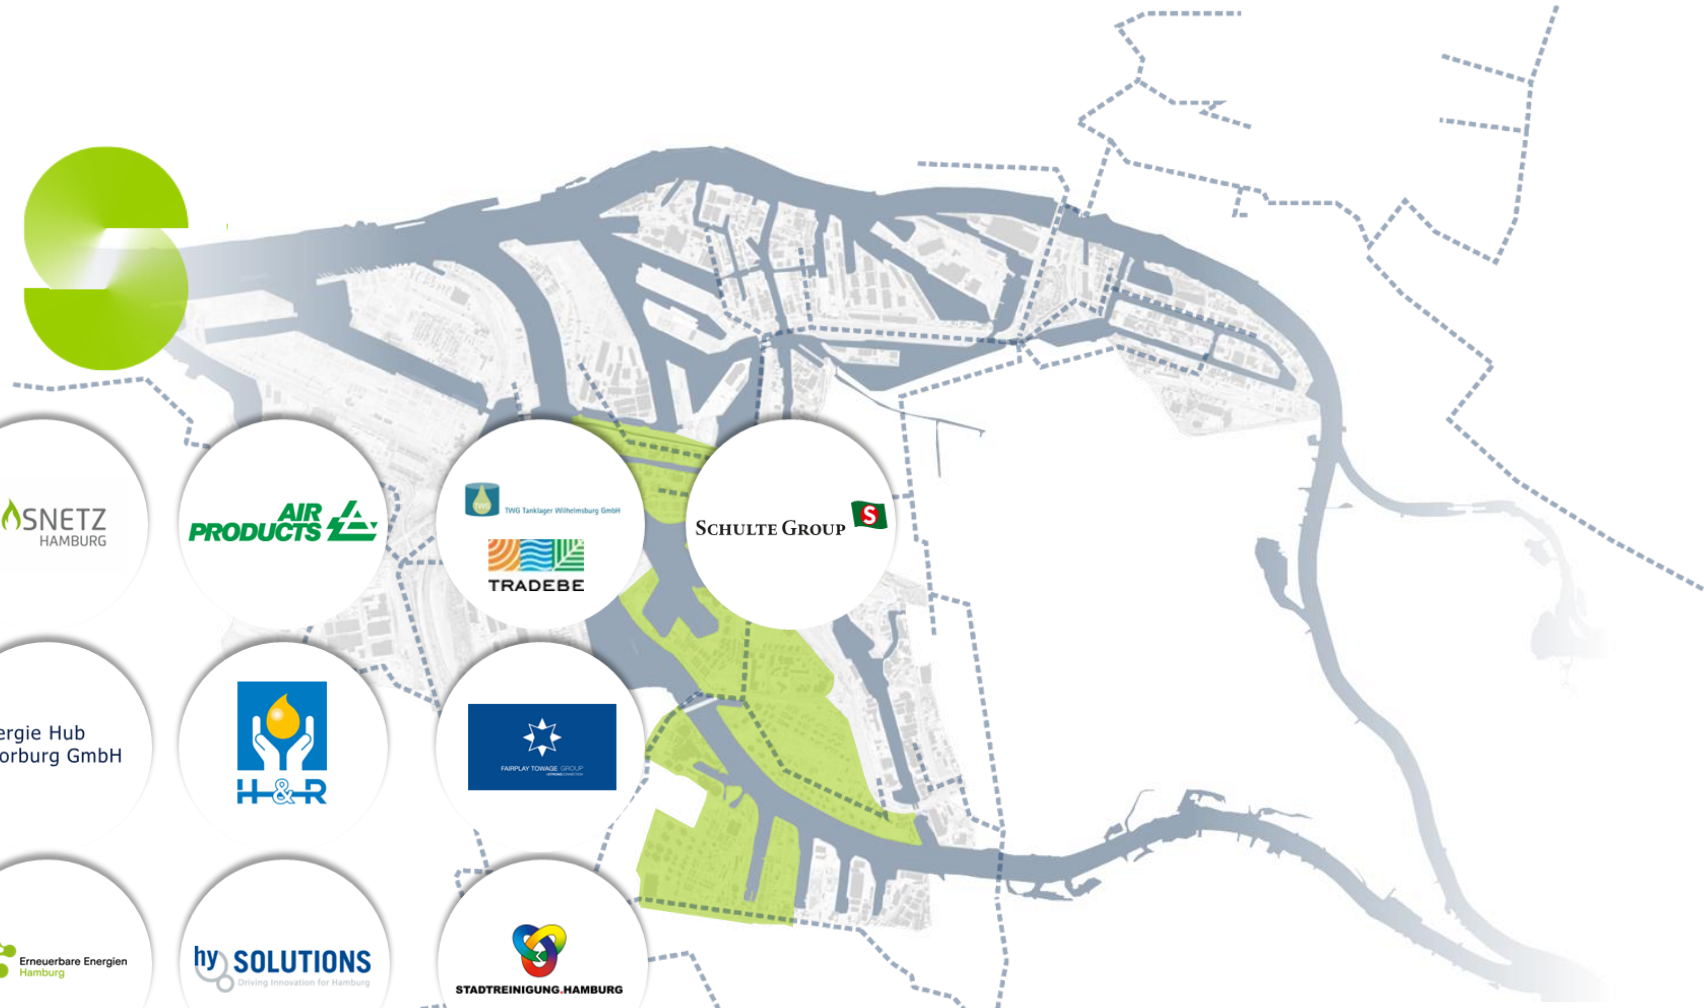 SNETZ
HAMBURG
AIR
PRODUCTS
TWG
TWG Tanklager Wilhelmsburg GmbH
TRADEBE
SCHULTE GROUP
S
ergie Hub
orburg GmbH
H&R
FAIRPLAY TOWAGE GROUP
Erneuerbare Energien
Hamburg
hy SOLUTIONS
Driving Innovation for Hamburg
STADTREINIGUNG.HAMBURG